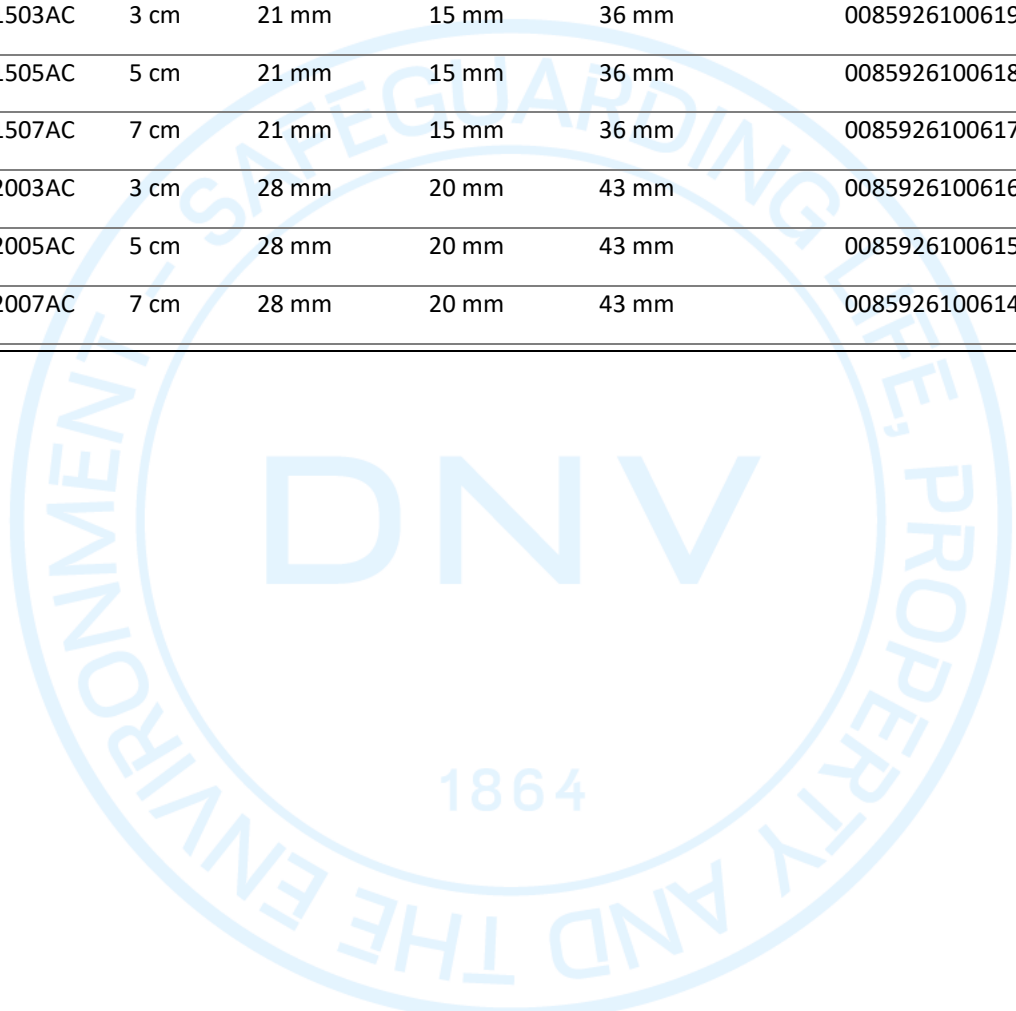 1503AC 3 cm 21 mm 15 mm 36 mm 0085926100619
1505AC 5 cm 21 mm 15 mm 36 mm 0085926100618
1507AC 7 cm 21 mm 15 mm 36 mm 0085926100617
2003AC 3 cm 28 mm 20 mm 43 mm 0085926100616
2005AC 5 cm 28 mm 20 mm 43 mm 0085926100615
2007AC 7 cm 28 mm 20 mm 43 mm 0085926100614
SAFEGUARDING LIFE, PROPERTY AND THE ENVIRONMENT –
DNV
1864